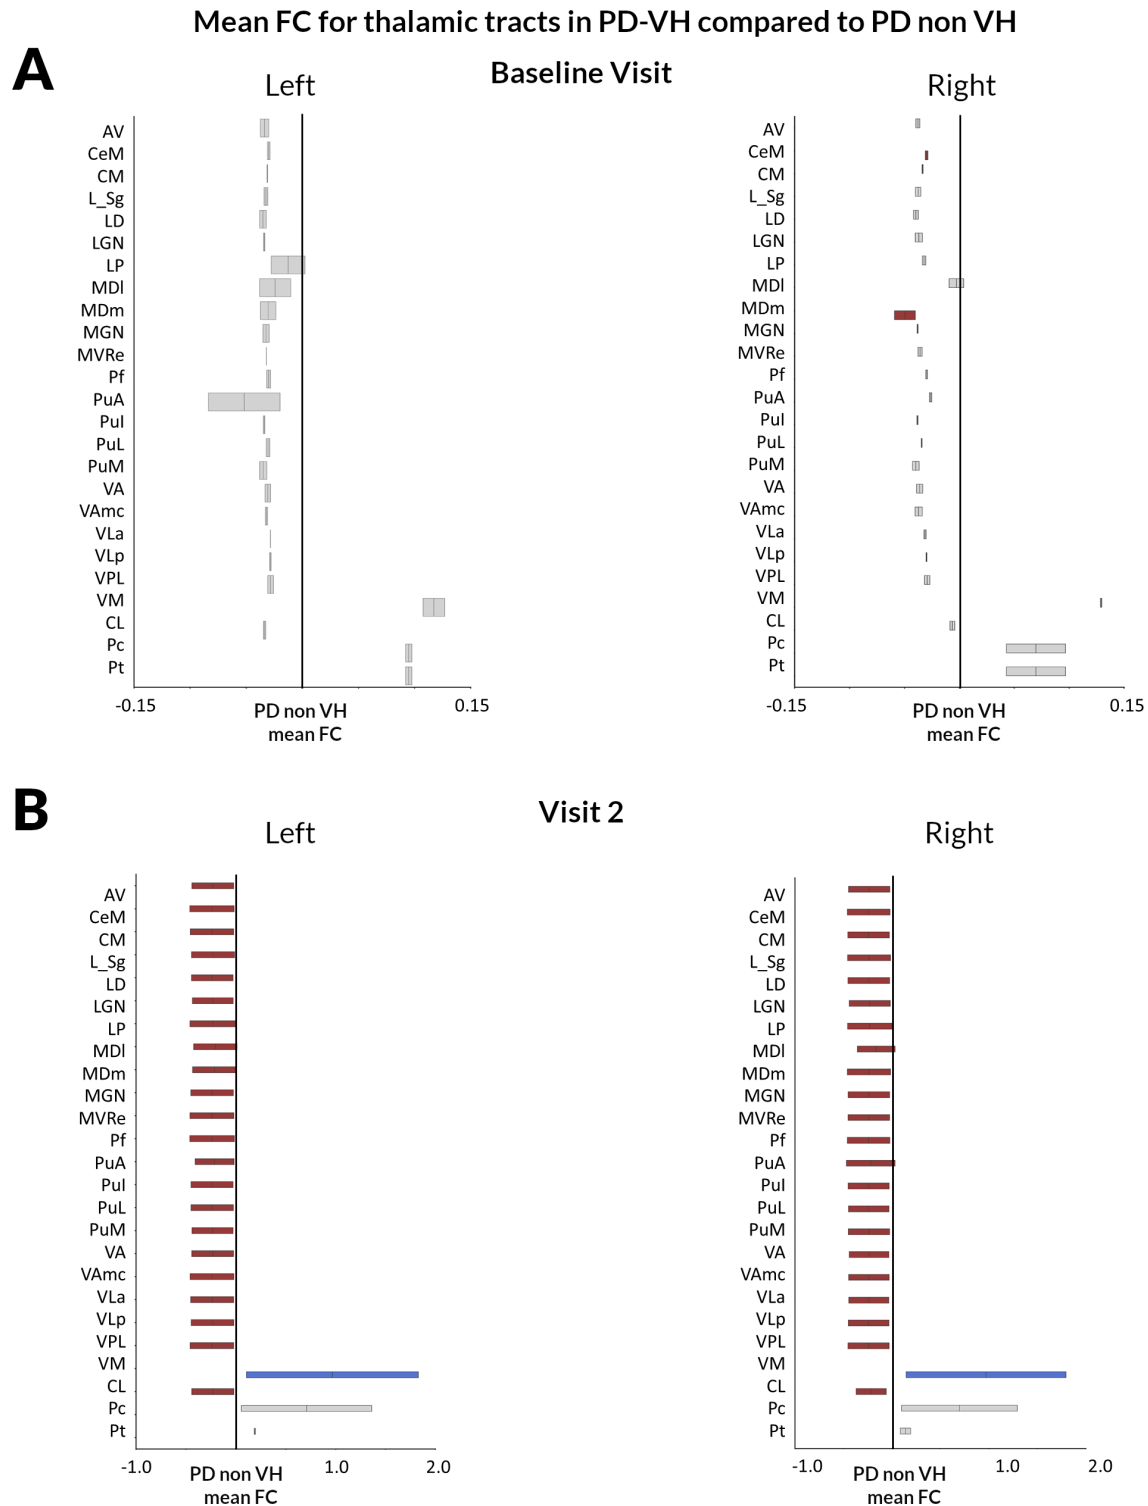 Mean FC for thalamic tracts in PD-VH compared to PD non VH
A
Baseline Visit
Left
AV
CeM
CM
L_Sg
LD
LGN
LP
MDl
MDm
MGN
MVRe
Pf
PuA
PuI
PuL
PuM
VA
VAmc
VLa
VLp
VPL
VM
CL
Pc
Pt
-0.15
PD non VH
mean FC
0.15
Right
AV
CeM
CM
L_Sg
LD
LGN
LP
MDl
MDm
MGN
MVRe
Pf
PuA
PuI
PuL
PuM
VA
VAmc
VLa
VLp
VPL
VM
CL
Pc
Pt
-0.15
PD non VH
mean FC
0.15
B
Visit 2
Left
AV
CeM
CM
L_Sg
LD
LGN
LP
MDl
MDm
MGN
MVRe
Pf
PuA
PuI
PuL
PuM
VA
VAmc
VLa
VLp
VPL
VM
CL
Pc
Pt
-1.0
PD non VH
mean FC
1.0
2.0
Right
AV
CeM
CM
L_Sg
LD
LGN
LP
MDl
MDm
MGN
MVRe
Pf
PuA
PuI
PuL
PuM
VA
VAmc
VLa
VLp
VPL
VM
CL
Pc
Pt
-1.0
PD non VH
mean FC
1.0
2.0